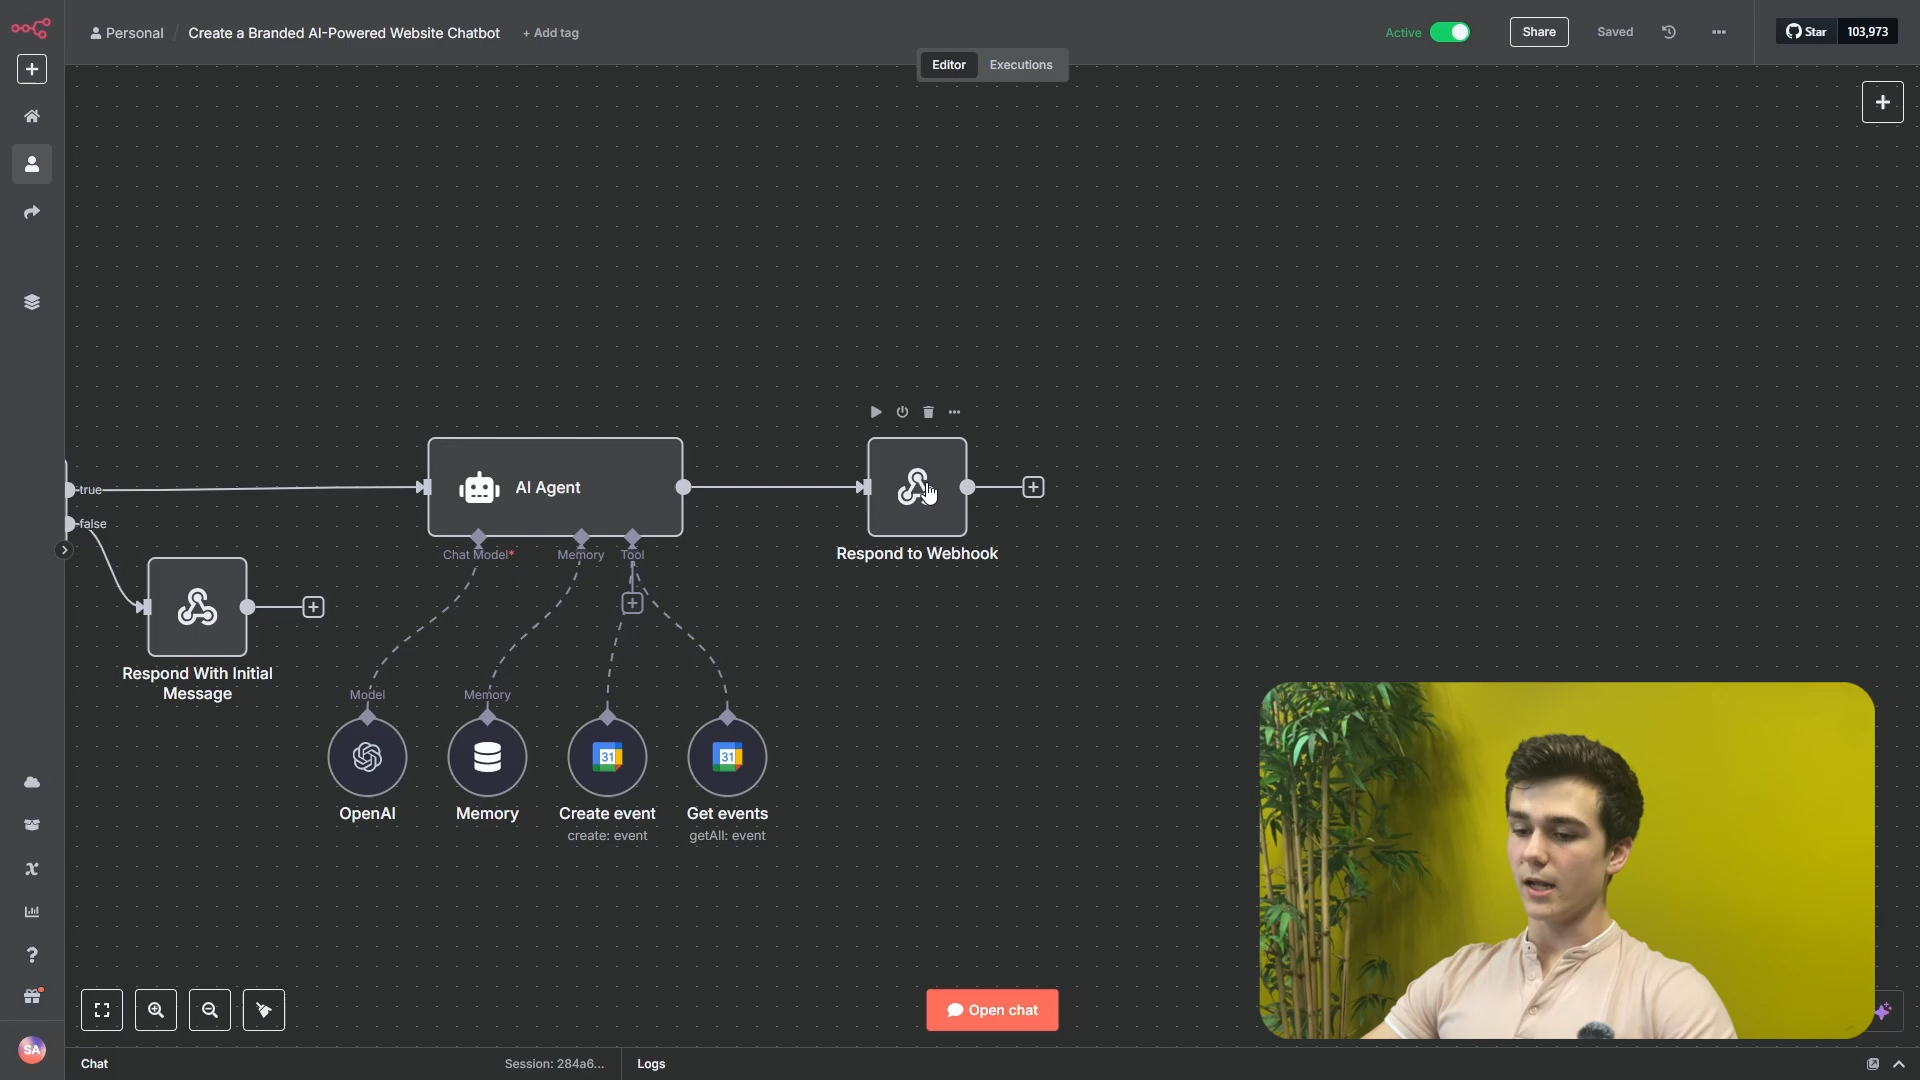 Personal / Create a Branded AI-Powered Website Chatbot + Add tag
Active
Share
Saved
Star 103,973
Editor Executions
true
false
AI Agent
Chat Model*
Memory
Tool
Respond to Webhook
Respond With Initial
Message
Model
Memory
31
31
OpenAI
Memory
Create event
create: event
Get events
getAll: event
SA
Open chat
Chat
Session: 284a6...
Logs